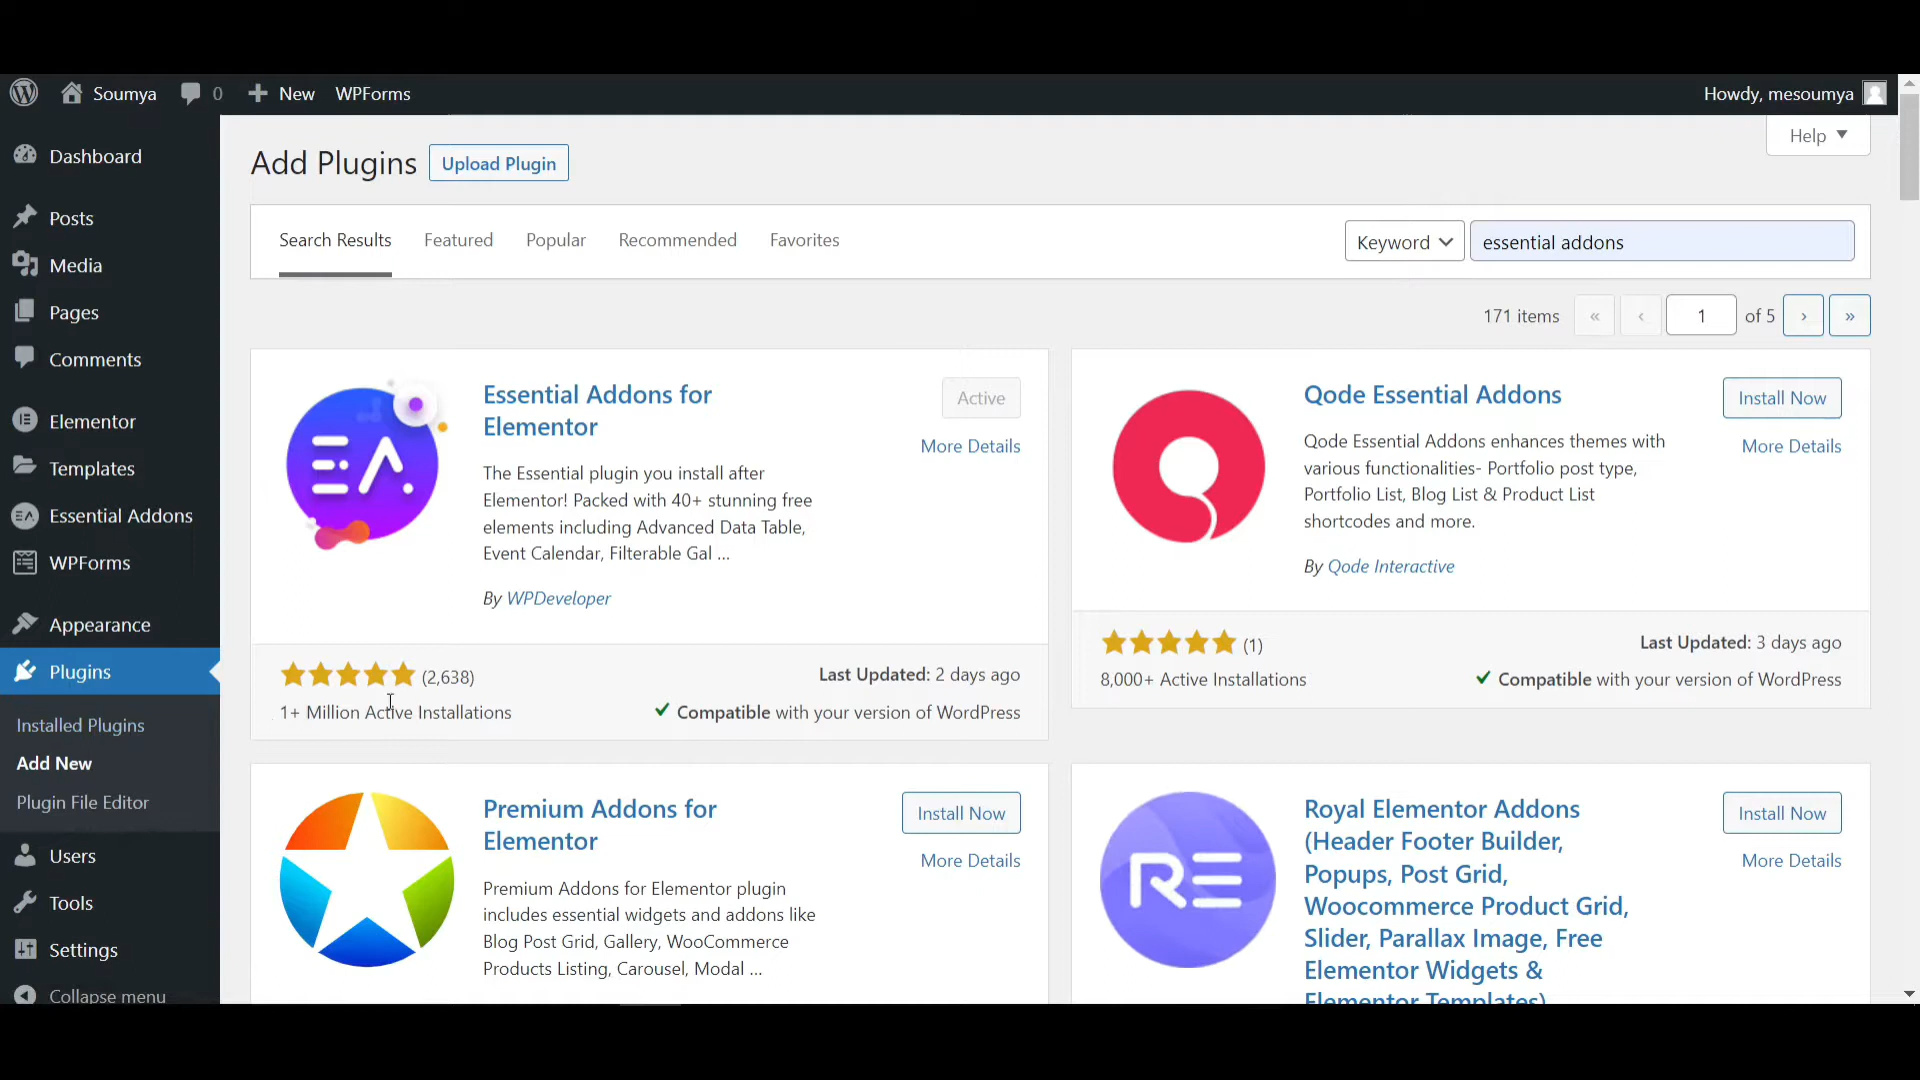 Soumya
0
New
WPForms
Howdy, mesoumya
Dashboard
Posts
Media
Pages
Comments
Elementor
Templates
EA
Essential Addons
WPForms
Appearance
Plugins
Installed Plugins
Add New
Plugin File Editor
Users
Tools
Settings
Collapse menu
Help
Add Plugins
Upload Plugin
Search Results
Featured
Popular
Recommended
Favorites
Keyword
essential addons
171 items
«
‹
1
of 5
›
»
EA
Essential Addons for
Elementor
Active
More Details
The Essential plugin you install after
Elementor! Packed with 40+ stunning free
elements including Advanced Data Table,
Event Calendar, Filterable Gal ...
By WPDeveloper
(2,638)
1+ Million Active Installations
Last Updated: 2 days ago
Compatible with your version of WordPress
Qode Essential Addons
Install Now
More Details
Qode Essential Addons enhances themes with
various functionalities- Portfolio post type,
Portfolio List, Blog List & Product List
shortcodes and more.
By Qode Interactive
(1)
8,000+ Active Installations
Last Updated: 3 days ago
Compatible with your version of WordPress
Premium Addons for
Elementor
Install Now
More Details
Premium Addons for Elementor plugin
includes essential widgets and addons like
Blog Post Grid, Gallery, WooCommerce
Products Listing, Carousel, Modal ...
RE
Royal Elementor Addons
(Header Footer Builder,
Popups, Post Grid,
Woocommerce Product Grid,
Slider, Parallax Image, Free
Elementor Widgets &
Elementor Templates)
Install Now
More Details